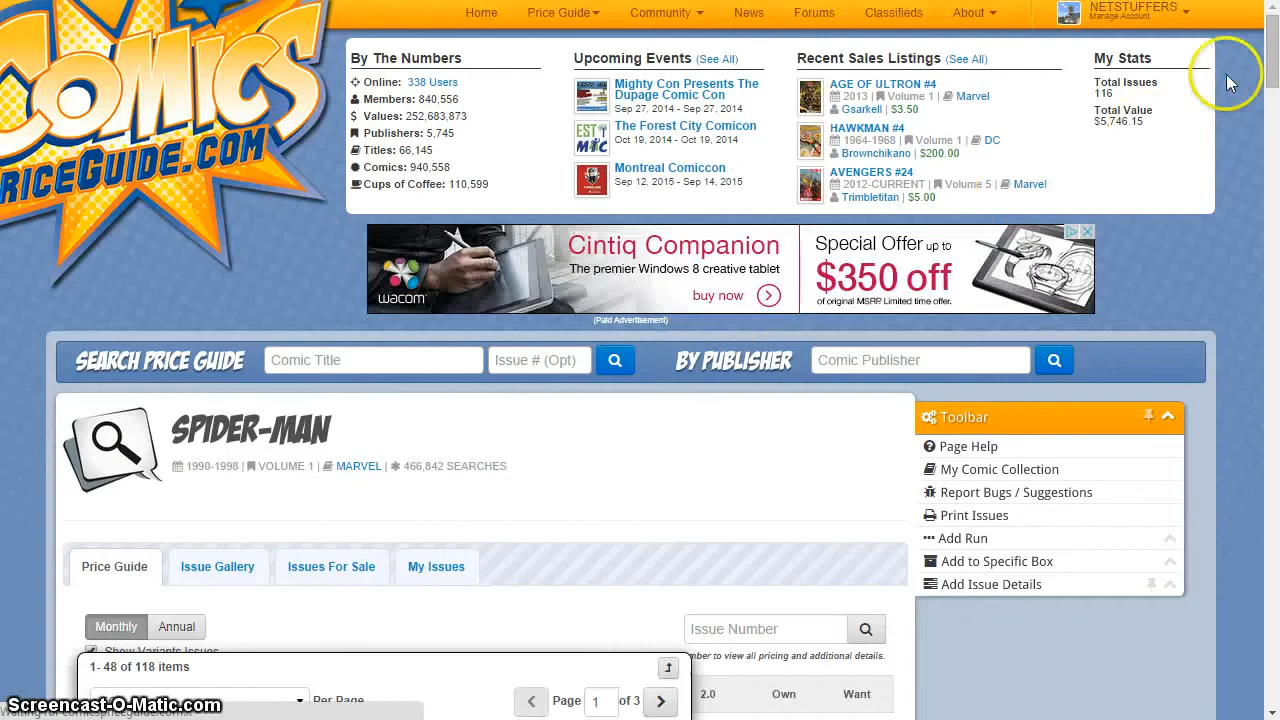 Home
Price Guide
Community
News
Forums
Classifieds
About
NETSTUFFERS
Manage Account
COMICS
PRICEGUIDE.COM
By The Numbers
Online: 338 Users
Members: 840,556
Values: 252,683,873
Publishers: 5,745
Titles: 66,145
Comics: 940,558
Cups of Coffee: 110,599
Upcoming Events (See All)
Mighty Con Presents The
Dupage Comic Con
Sep 27, 2014 - Sep 27, 2014
EST
MIC
The Forest City Comicon
Oct 19, 2014 - Oct 19, 2014
Montreal Comiccon
Sep 12, 2015 - Sep 14, 2015
Recent Sales Listings (See All)
AGE OF ULTRON #4
2013 | Volume 1 | Marvel
Gsarkell | $3.50
HAWKMAN #4
1964-1968 | Volume 1 | DC
Brownchikano | $200.00
AVENGERS #24
2012-CURRENT | Volume 5 | Marvel
Trimbletitan | $5.00
My Stats
Total Issues
116
Total Value
$5,746.15
wacom
Cintiq Companion
The premier Windows 8 creative tablet
buy now
Special Offer up to
$350 off
of original MSRP. Limited time offer.
(Paid Advertisement)
SEARCH PRICE GUIDE
Comic Title
Issue # (Opt)
BY PUBLISHER
Comic Publisher
SPIDER-MAN
1990-1998 | VOLUME 1 | MARVEL | 466,842 SEARCHES
Toolbar
Page Help
My Comic Collection
Report Bugs / Suggestions
Print Issues
Add Run
Add to Specific Box
Add Issue Details
Price Guide
Issue Gallery
Issues For Sale
My Issues
Monthly
Annual
Show Variants Issues
Issue Number
mber to view all pricing and additional details.
1- 48 of 118 items
Per Page
Page 1 of 3
2.0
Own
Want
Screencast-O-Matic.com